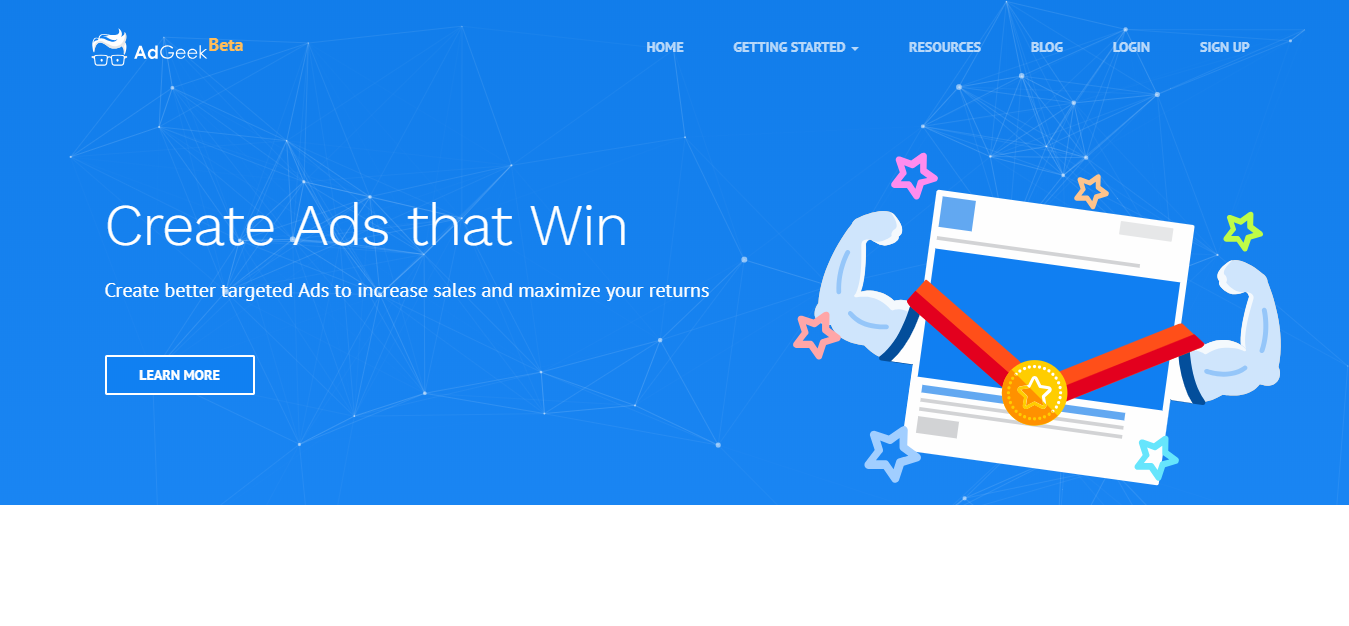 AdGeek Beta
HOME GETTING STARTED RESOURCES BLOG LOGIN SIGN UP
Create Ads that Win
Create better targeted Ads to increase sales and maximize your returns
LEARN MORE